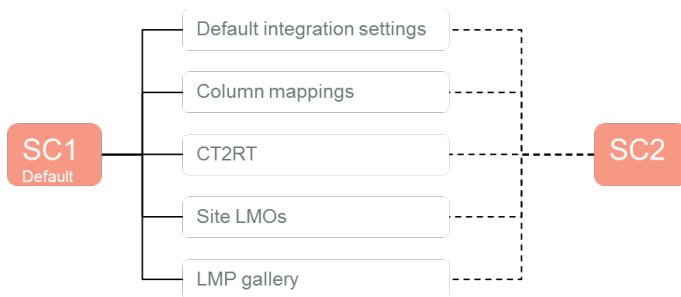 Default integration settings
Column mappings
SC1
Default
CT2RT
SC2
Site LMOs
LMP gallery